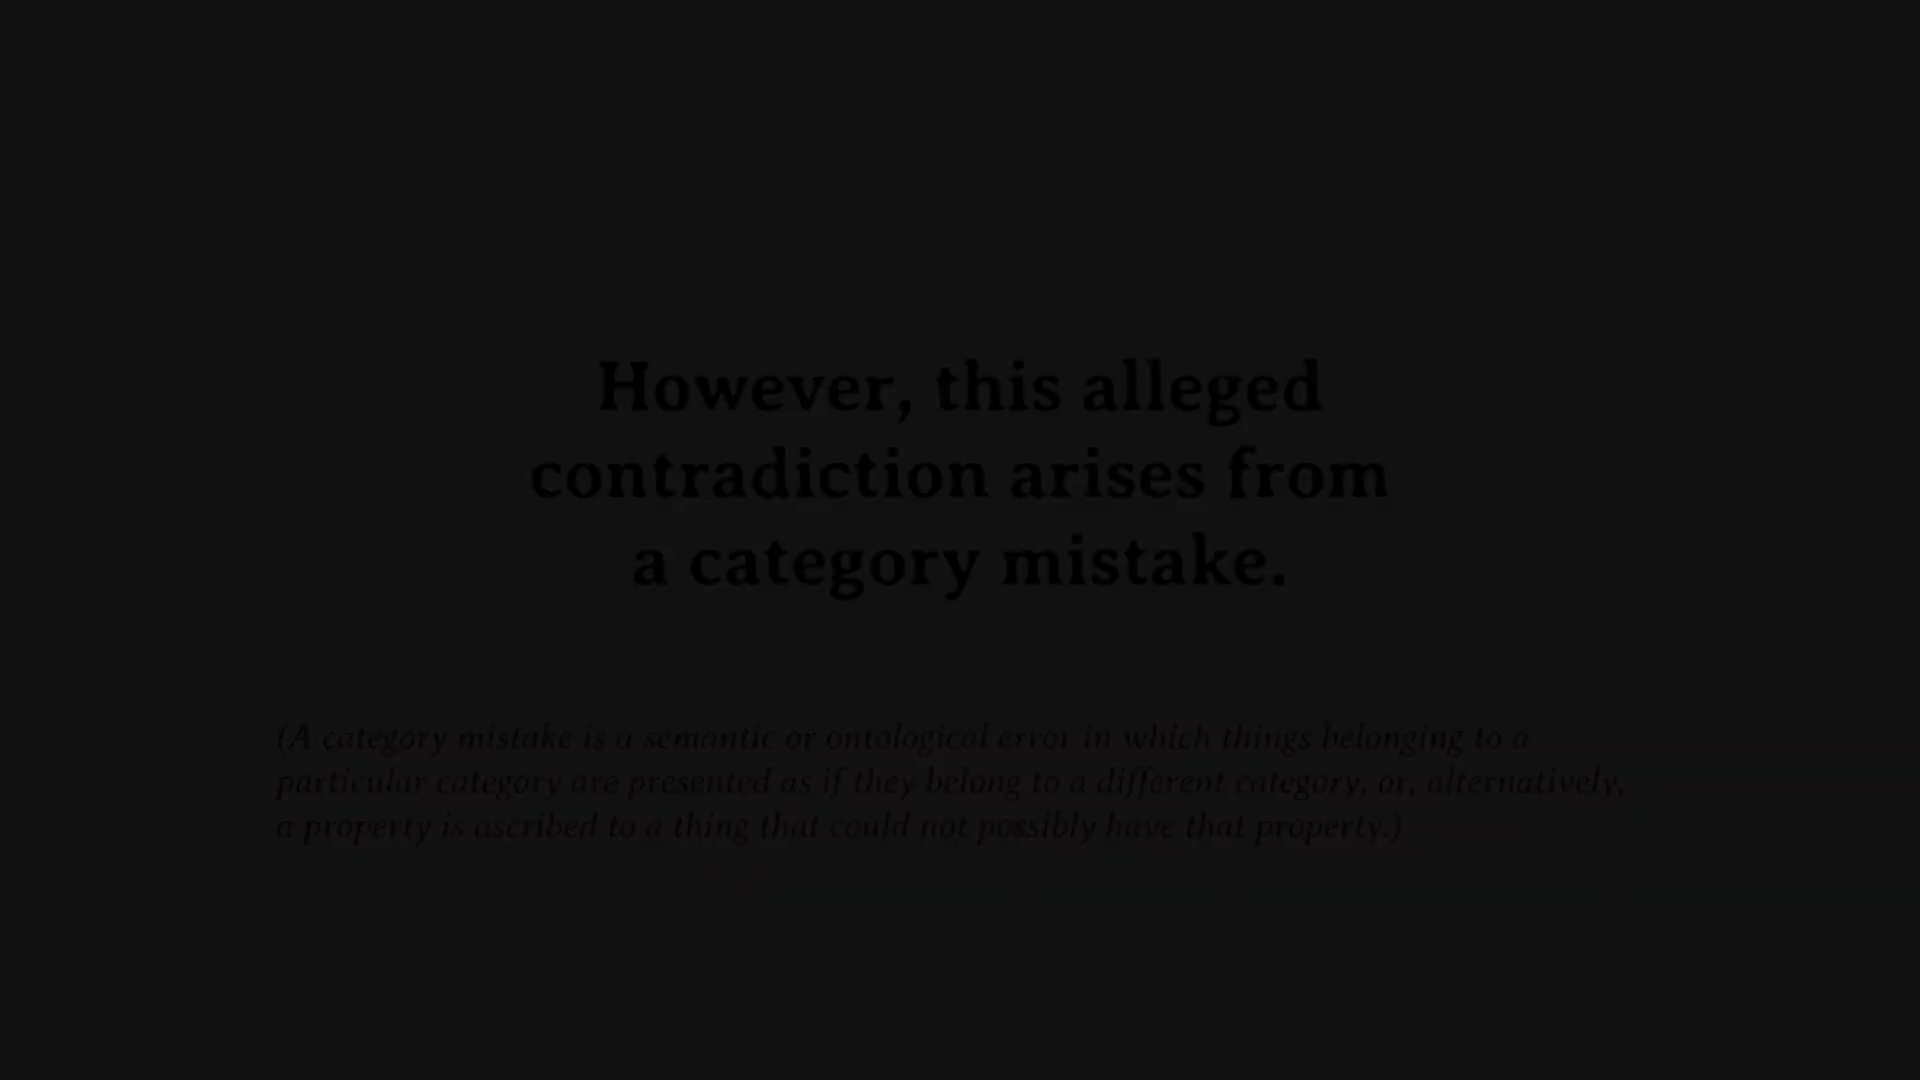 However, this alleged
contradiction arises from
a category mistake.
(A category mistake is a semantic or ontological error in which things belonging to a
particular category are presented as if they belong to a different category, or, alternatively,
a property is ascribed to a thing that could not possibly have that property.)